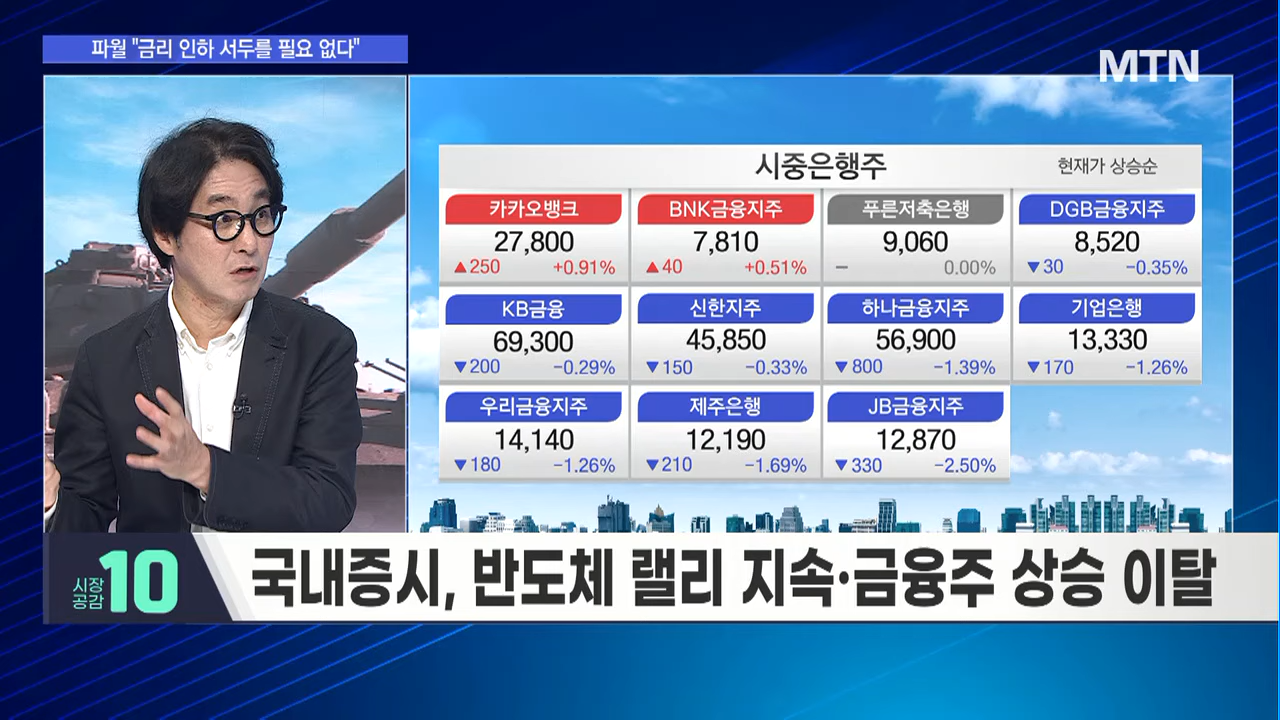 파월 "금리 인하 서두를 필요 없다"
MTN
시중은행주
현재가 상승순
카카오뱅크
27,800
▲250 +0.91%
BNK금융지주
7,810
▲40 +0.51%
푸른저축은행
9,060
– 0.00%
DGB금융지주
8,520
▼30 -0.35%
KB금융
69,300
▼200 -0.29%
신한지주
45,850
▼150 -0.33%
하나금융지주
56,900
▼800 -1.39%
기업은행
13,330
▼170 -1.26%
우리금융지주
14,140
▼180 -1.26%
제주은행
12,190
▼210 -1.69%
JB금융지주
12,870
▼330 -2.50%
시장공감10
국내증시, 반도체 랠리 지속·금융주 상승 이탈